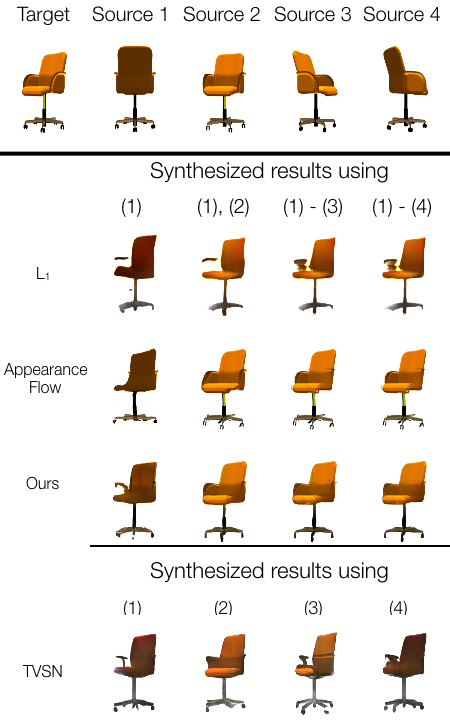 Target Source 1 Source 2 Source 3 Source 4
Synthesized results using
(1) (1), (2) (1) - (3) (1) - (4)
L₁
Appearance
Flow
Ours
Synthesized results using
(1) (2) (3) (4)
TVSN